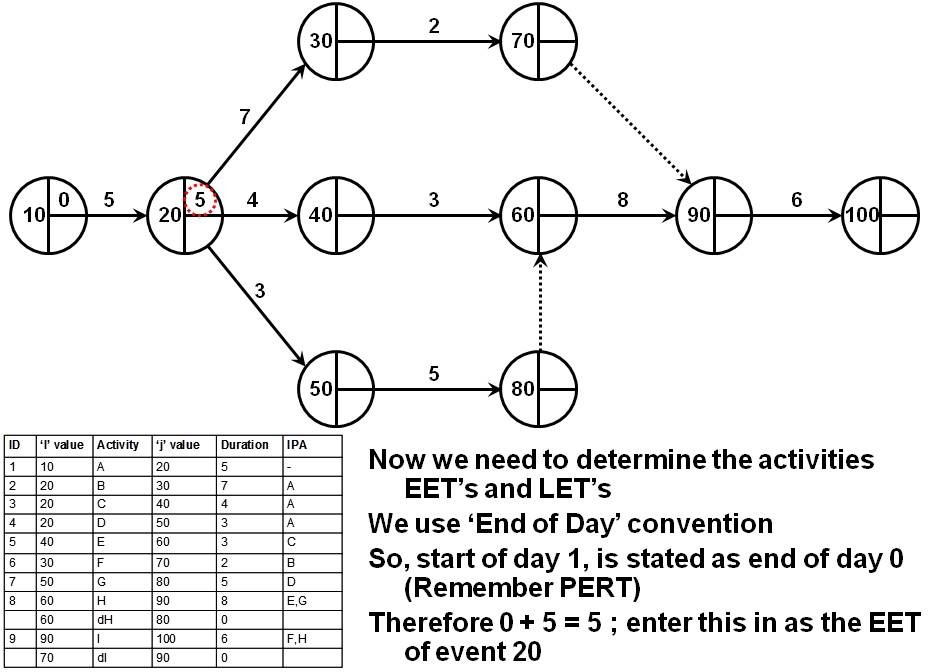 30
2
70
7
10
0
5
20
5
4
40
3
60
8
90
6
100
3
50
5
80
ID ‘I’ value Activity ‘j’ value Duration IPA
1 10 A 20 5 -
2 20 B 30 7 A
3 20 C 40 4 A
4 20 D 50 3 A
5 40 E 60 3 C
6 30 F 70 2 B
7 50 G 80 5 D
8 60 H 90 8 E,G
60 dH 80 0
9 90 I 100 6 F,H
70 dI 90 0
Now we need to determine the activities
EET’s and LET’s
We use ‘End of Day’ convention
So, start of day 1, is stated as end of day 0
(Remember PERT)
Therefore 0 + 5 = 5 ; enter this in as the EET
of event 20